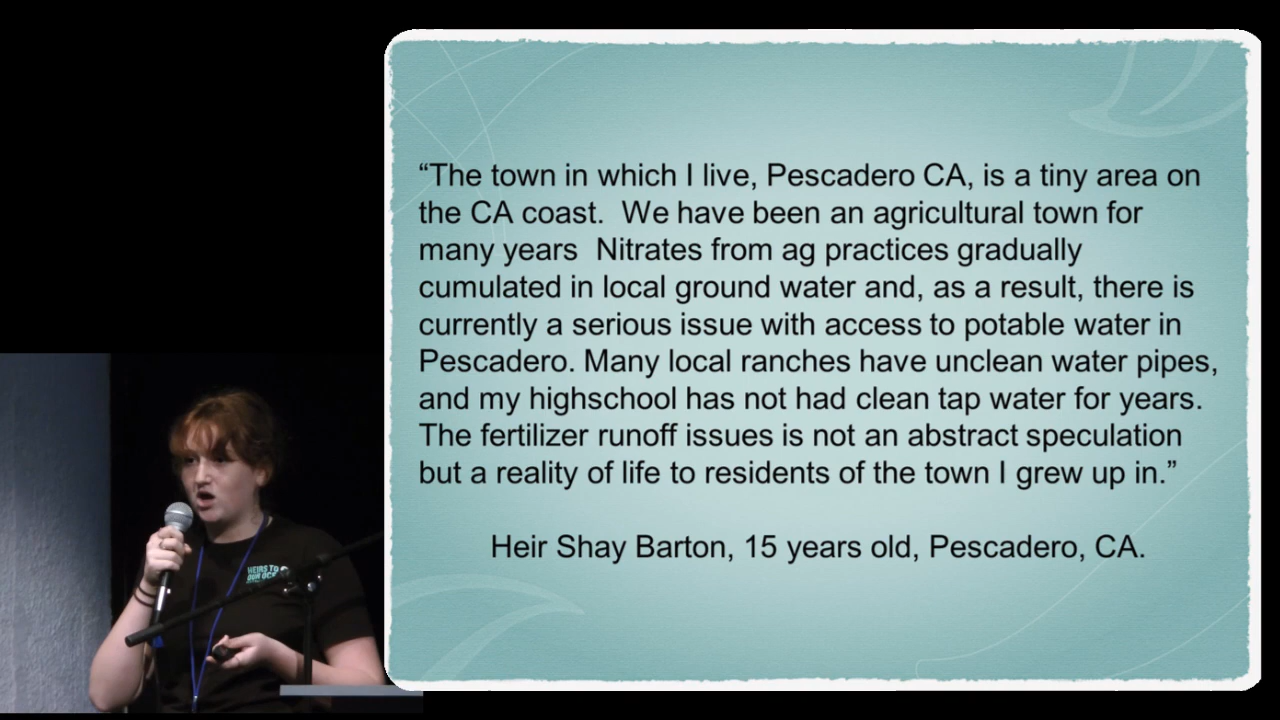 “The town in which I live, Pescadero CA, is a tiny area on
the CA coast.  We have been an agricultural town for
many years  Nitrates from ag practices gradually
cumulated in local ground water and, as a result, there is
currently a serious issue with access to potable water in
Pescadero. Many local ranches have unclean water pipes,
and my highschool has not had clean tap water for years.
The fertilizer runoff issues is not an abstract speculation
but a reality of life to residents of the town I grew up in.”
Heir Shay Barton, 15 years old, Pescadero, CA.
HEIRS TO
OUR